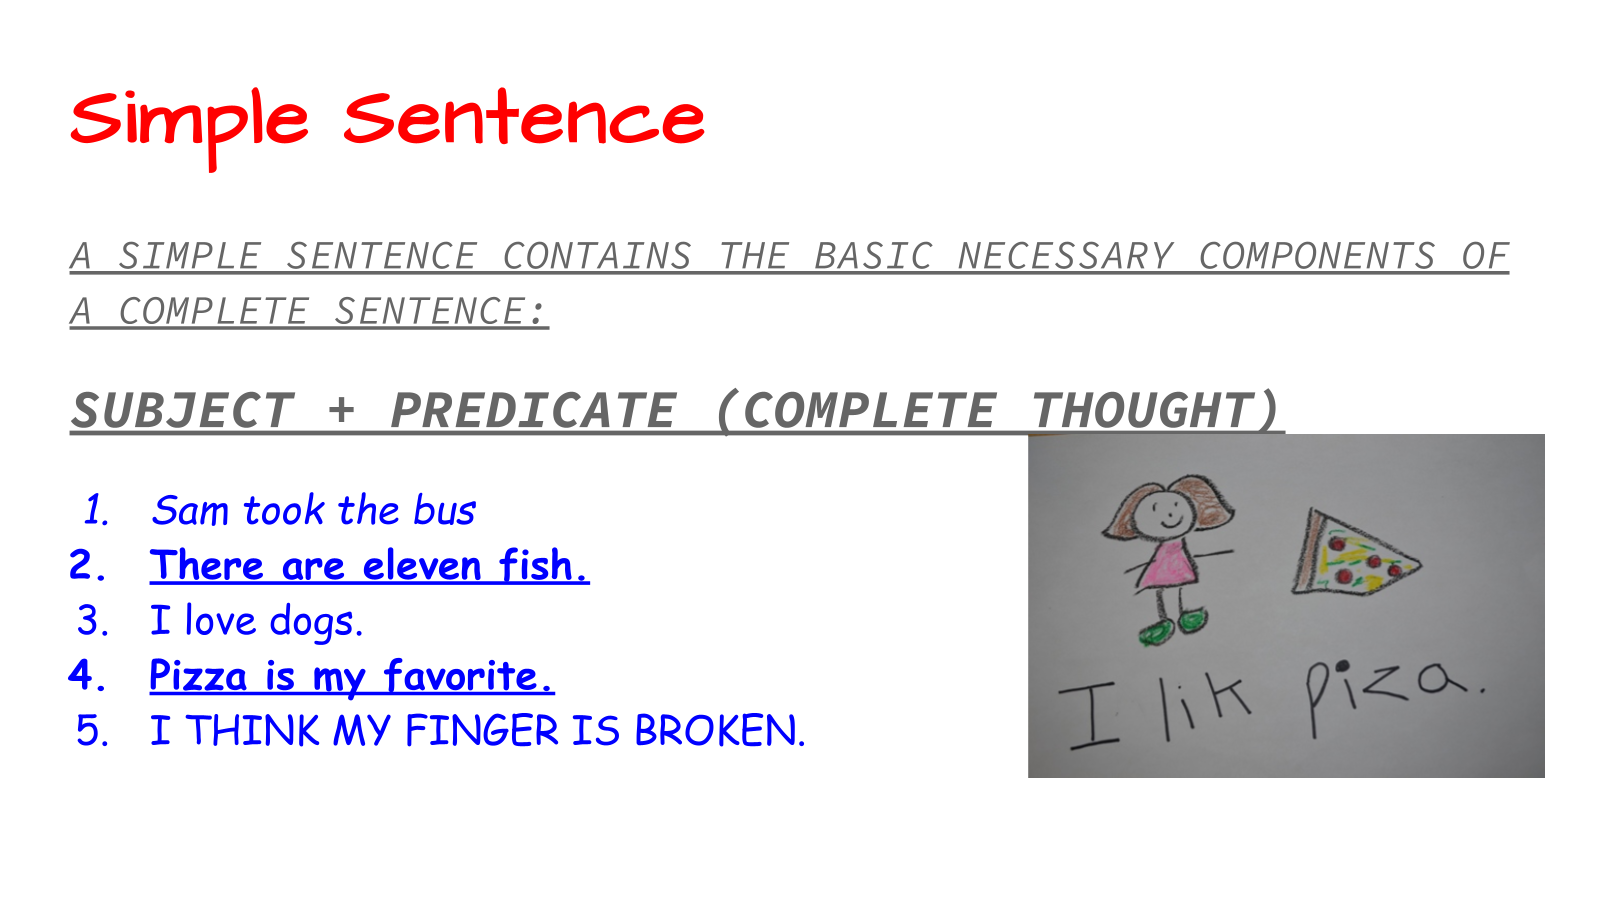 Simple Sentence
A SIMPLE SENTENCE CONTAINS THE BASIC NECESSARY COMPONENTS OF
A COMPLETE SENTENCE:
SUBJECT + PREDICATE (COMPLETE THOUGHT)
1. Sam took the bus
2. There are eleven fish.
3. I love dogs.
4. Pizza is my favorite.
5. I THINK MY FINGER IS BROKEN.
I lik piza.